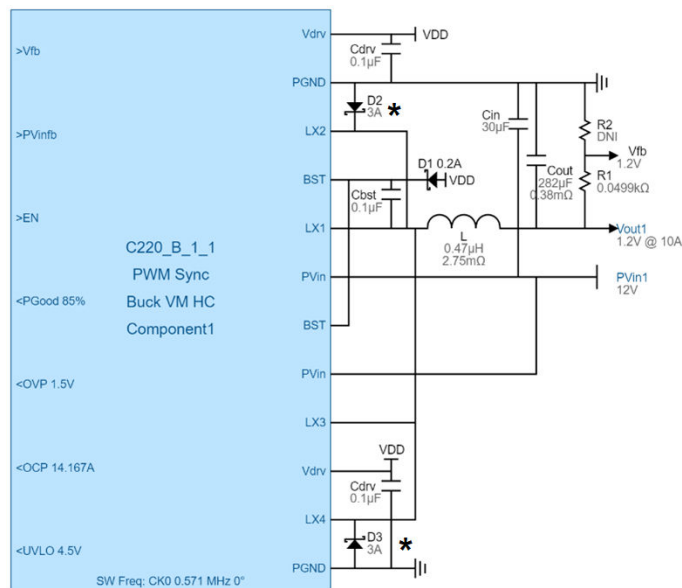 >Vfb
>PVinfb
>EN
<PGood 85%
<OVP 1.5V
<OCP 14.167A
<UVLO 4.5V
C220_B_1_1
PWM Sync
Buck VM HC
Component1
SW Freq: CK0 0.571 MHz 0°
Vdrv
PGND
LX2
BST
LX1
PVin
BST
PVin
LX3
Vdrv
LX4
PGND
VDD
Cdrv
0.1µF
D2
3A
*
Cin
30µF
R2
DNI
Vfb
1.2V
D1 0.2A
VDD
Cout
282µF
0.38mΩ
R1
0.0499kΩ
Cbst
0.1µF
L
0.47µH
2.75mΩ
Vout1
1.2V @ 10A
PVin1
12V
VDD
Cdrv
0.1µF
D3
3A
*